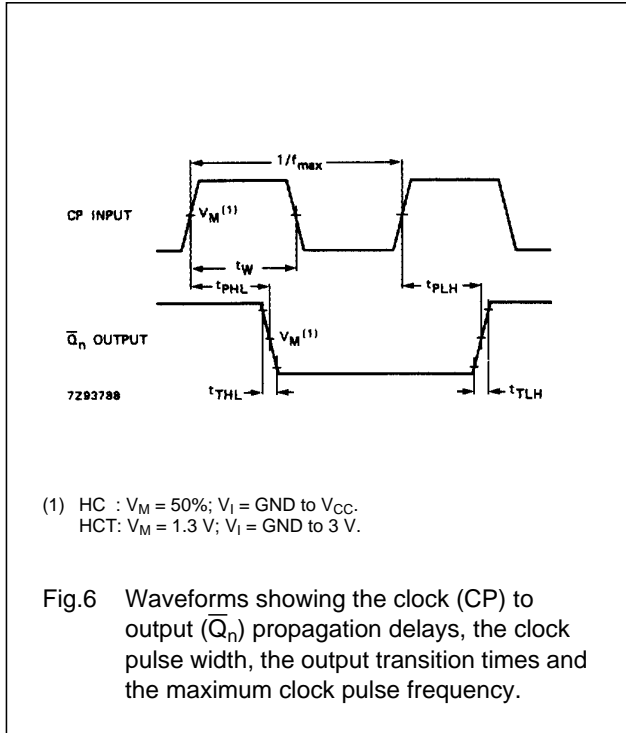 1/fmax
CP INPUT
VM(1)
tW
tPHL
tPLH
Q̅n OUTPUT
VM(1)
7Z93788
tTHL
tTLH
(1) HC : VM = 50%; VI = GND to VCC.
HCT: VM = 1.3 V; VI = GND to 3 V.
Fig.6 Waveforms showing the clock (CP) to
output (Q̅n) propagation delays, the clock
pulse width, the output transition times and
the maximum clock pulse frequency.